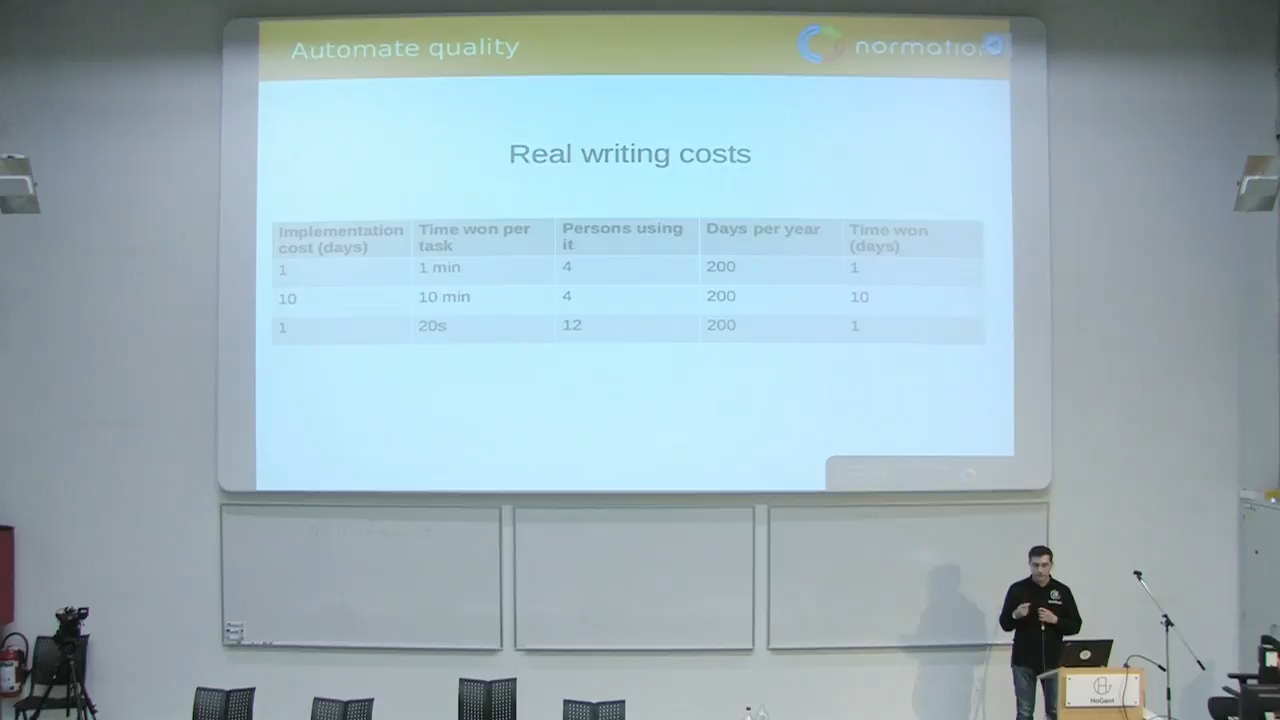 Automate quality
normation
Real writing costs
Implementation cost (days) Time won per task Persons using it Days per year Time won (days)
1 1 min 4 200 1
10 10 min 4 200 10
1 20s 12 200 1
HoGent